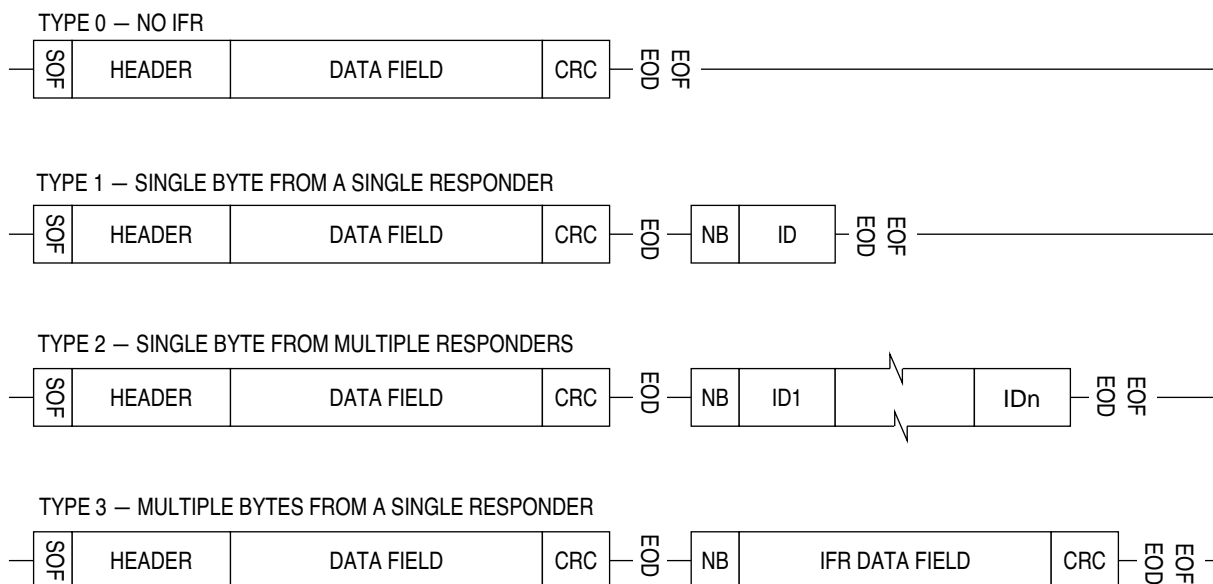 TYPE 0 — NO IFR
SOF HEADER DATA FIELD CRC EOD EOF
TYPE 1 — SINGLE BYTE FROM A SINGLE RESPONDER
SOF HEADER DATA FIELD CRC EOD NB ID EOD EOF
TYPE 2 — SINGLE BYTE FROM MULTIPLE RESPONDERS
SOF HEADER DATA FIELD CRC EOD NB ID1 IDn EOD EOF
TYPE 3 — MULTIPLE BYTES FROM A SINGLE RESPONDER
SOF HEADER DATA FIELD CRC EOD NB IFR DATA FIELD CRC EOD EOF